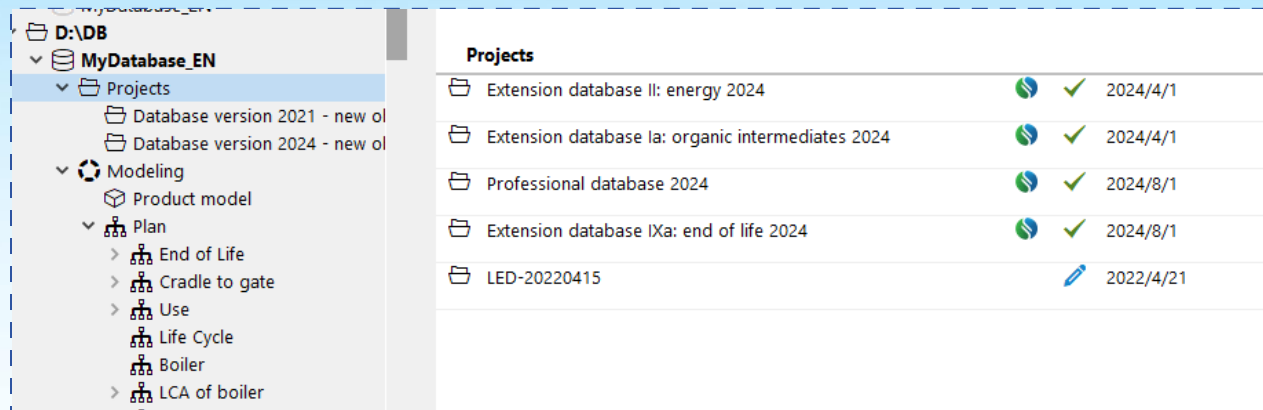 D:\DB
MyDatabase_EN
Projects
Database version 2021 - new
Database version 2024 - new
Modeling
Product model
Plan
End of Life
Cradle to gate
Use
Life Cycle
Boiler
LCA of boiler
Projects
Extension database II: energy 2024 2024/4/1
Extension database Ia: organic intermediates 2024 2024/4/1
Professional database 2024 2024/8/1
Extension database IXa: end of life 2024 2024/8/1
LED-20220415 2022/4/21